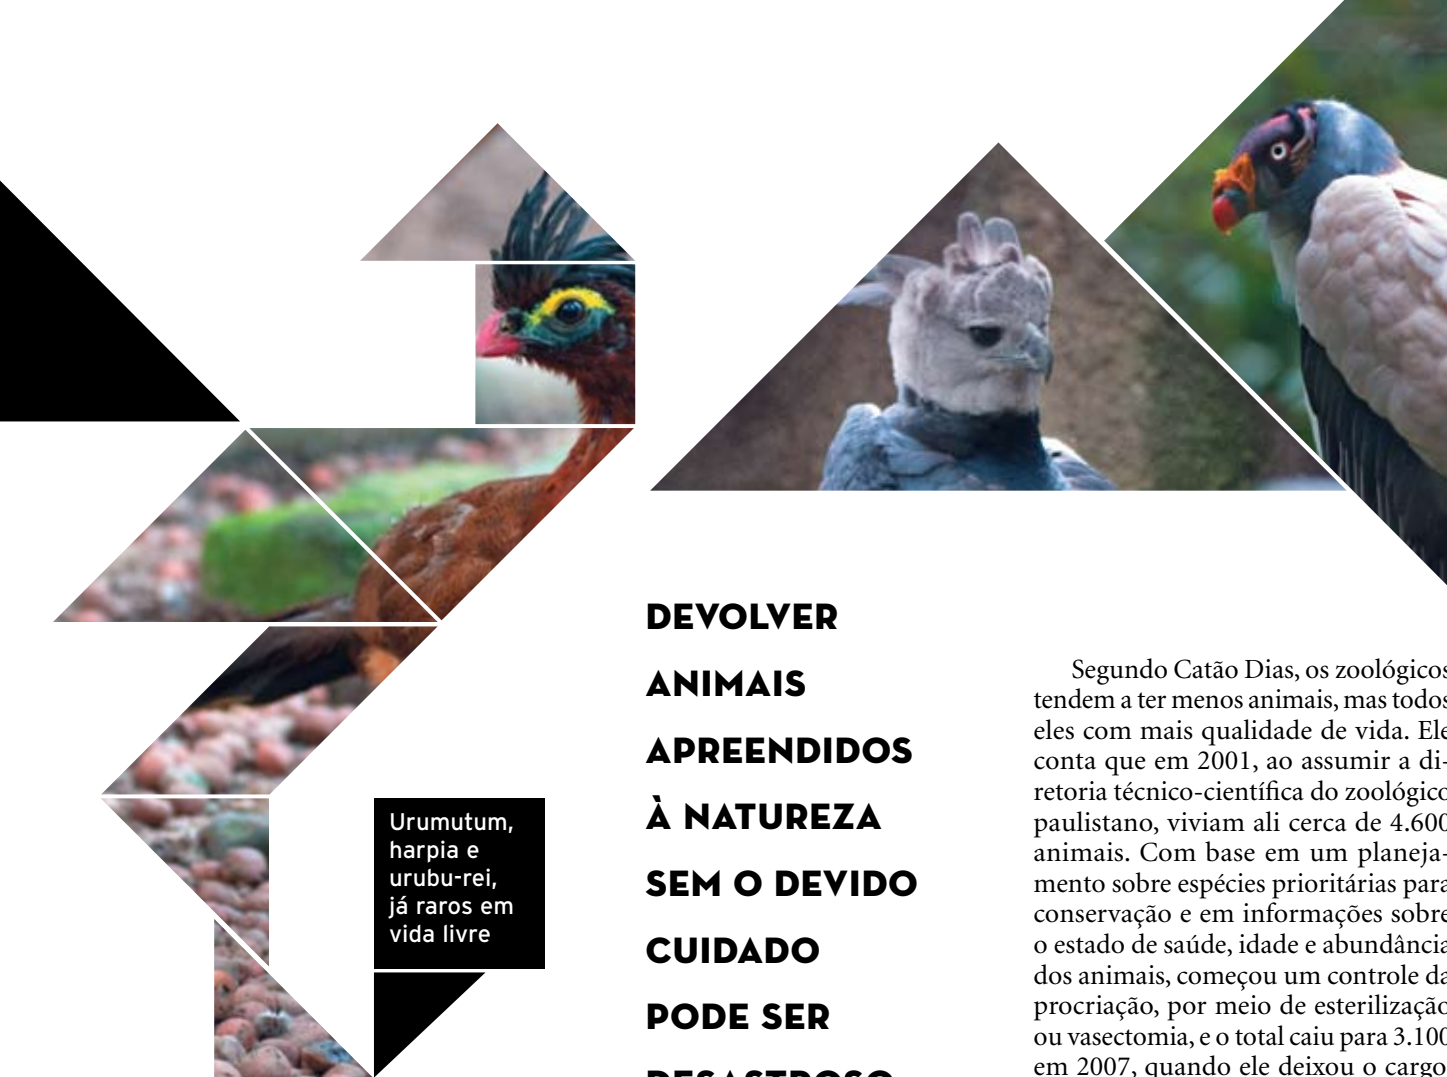 Urumutum,
harpia e
urubu-rei,
já raros em
vida livre
DEVOLVER
ANIMAIS
APREENDIDOS
À NATUREZA
SEM O DEVIDO
CUIDADO
PODE SER
DESASTROSO
Segundo Catão Dias, os zoológicos
tendem a ter menos animais, mas todos
eles com mais qualidade de vida. Ele
conta que em 2001, ao assumir a di-
retoria técnico-científica do zoológico
paulistano, viviam ali cerca de 4.600
animais. Com base em um planeja-
mento sobre espécies prioritárias para
conservação e em informações sobre
o estado de saúde, idade e abundância
dos animais, começou um controle da
procriação, por meio de esterilização
ou vasectomia, e o total caiu para 3.100
em 2007, quando ele deixou o cargo.